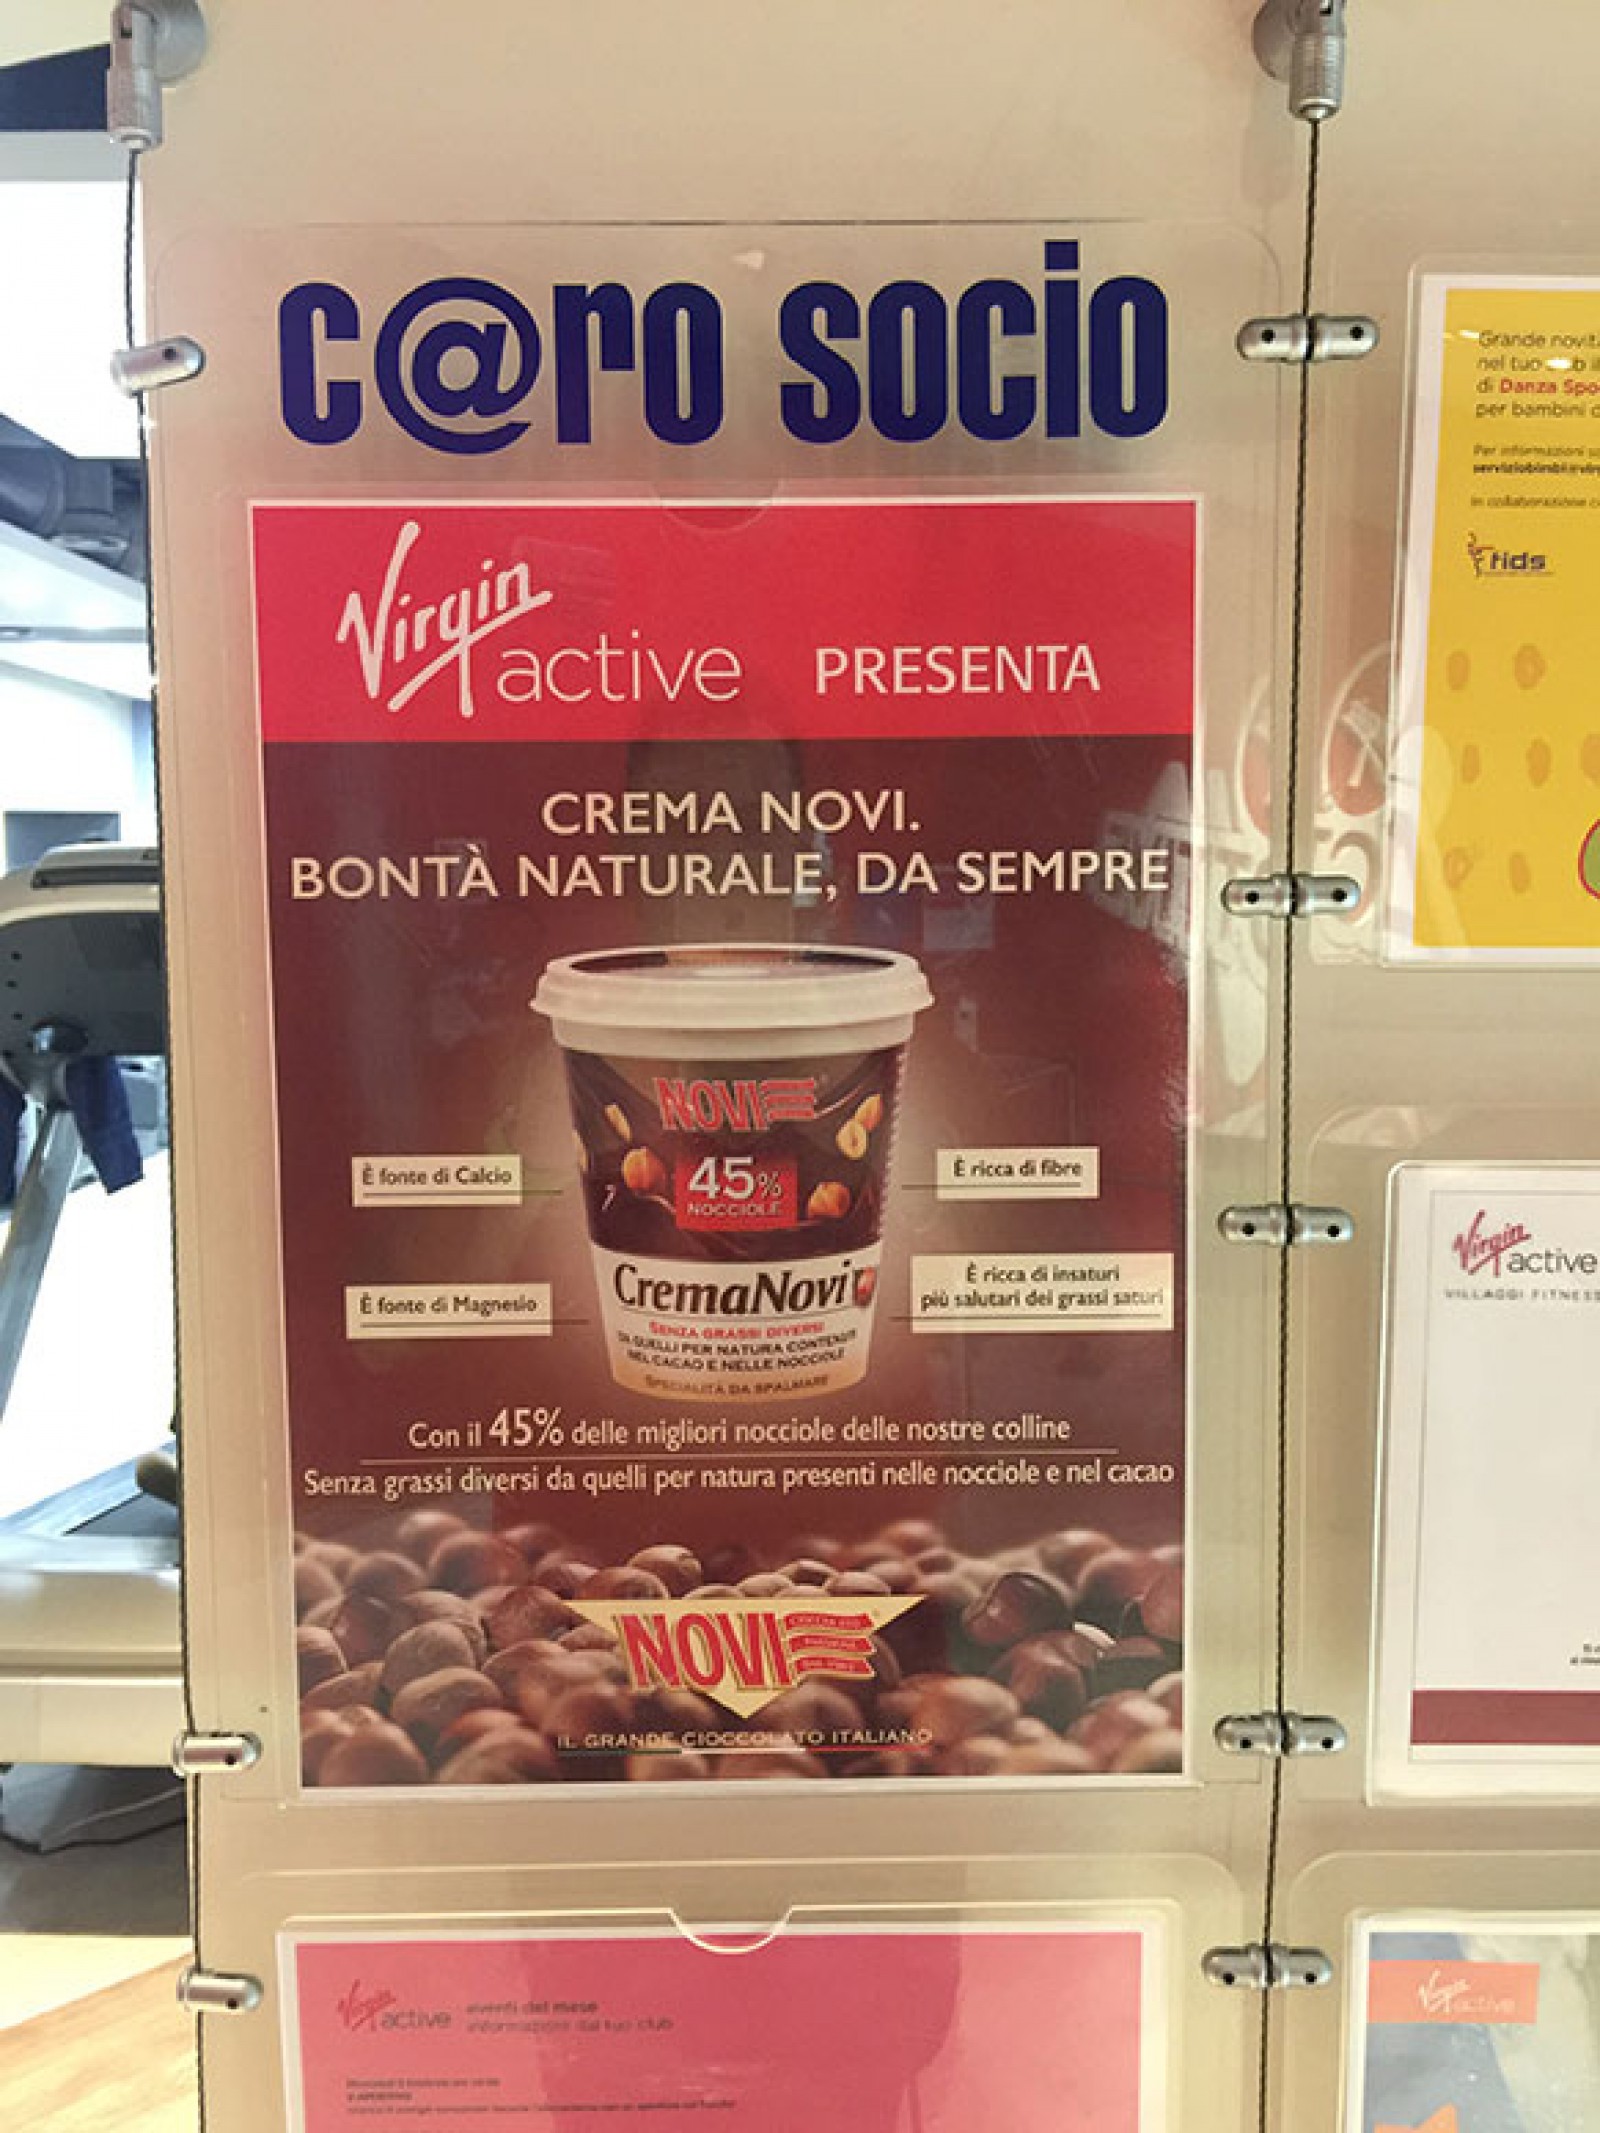 c@ro socio
Virgin active PRESENTA
CREMA NOVI.
BONTÀ NATURALE, DA SEMPRE
NOVI
45%
NOCCIOLE
È fonte di Calcio
È ricca di fibre
È fonte di Magnesio
È ricca di insaturi
più salutari dei grassi saturi
CremaNovi
SENZA GRASSI DIVERSI
DA QUELLI PER NATURA CONTENUTI
NEL CACAO E NELLE NOCCIOLE
SPECIALITÀ DA SPALMARE
Con il 45% delle migliori nocciole delle nostre colline
Senza grassi diversi da quelli per natura presenti nelle nocciole e nel cacao
NOVI
IL GRANDE CIOCCOLATO ITALIANO
Virgin active
eventi del mese
informazioni dal tuo club
Grande novità
nel tuo club il
di Danza Spo
per bambini d
Per informazioni
In collaborazione
fids
Virgin active
VILLAGGI FITNESS
Virgin active